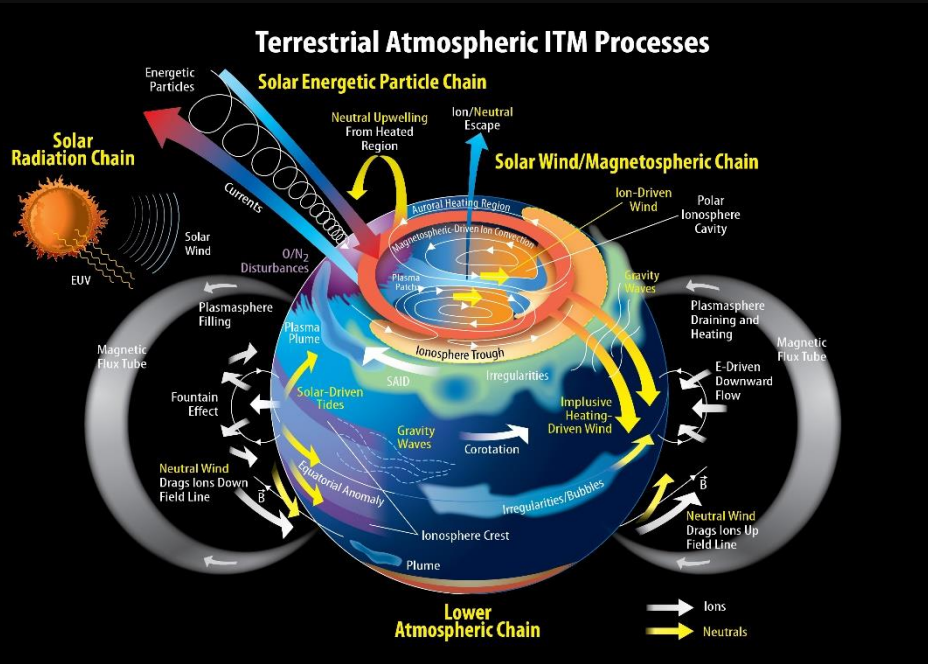 Terrestrial Atmospheric ITM Processes
Energetic
Particles
Solar Energetic Particle Chain
Neutral Upwelling
From Heated
Region
Ion/Neutral
Escape
Solar
Radiation Chain
Solar Wind/Magnetospheric Chain
Currents
Ion-Driven
Wind
Polar
Ionosphere
Cavity
Auroral Heating Region
Magnetospheric-Driven Ion Convection
Solar
Wind
EUV
O/N2
Disturbances
Plasma
Patch
Gravity
Waves
Plasmasphere
Filling
Plasmasphere
Draining and
Heating
Plasma
Plume
Magnetic
Flux Tube
Magnetic
Flux Tube
Ionosphere Trough
SAID
Irregularities
E-Driven
Downward
Flow
Fountain
Effect
Solar-Driven
Tides
Implusive
Heating-
Driven Wind
Gravity
Waves
Corotation
Neutral Wind
Drags Ions Down
Field Line
B
Equatorial Anomaly
Irregularities/Bubbles
B
Neutral Wind
Drags Ions Up
Field Line
Ionosphere Crest
Plume
Lower
Atmospheric Chain
Ions
Neutrals